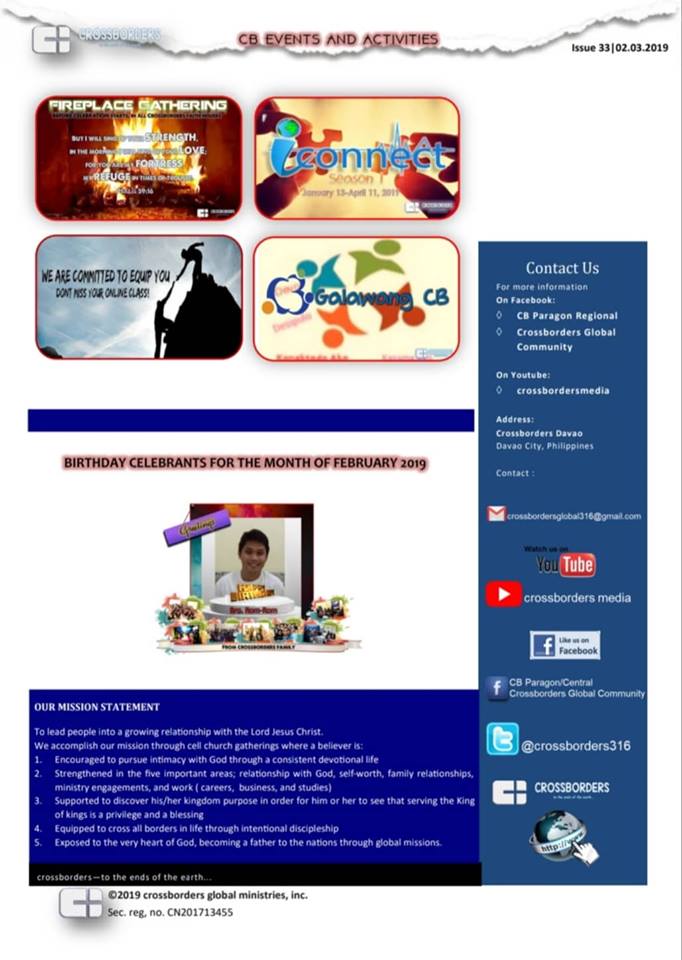 CROSSBORDERS
CB EVENTS AND ACTIVITIES
Issue 33|02.03.2019
FIREPLACE GATHERING
BUT I WILL SING STRENGTH,
IN THE MORNING LOVE;
FOR YOU ARE MY FORTRESS
MY REFUGE IN TIMES OF TROUBLE.
59:16
CROSSBORDERS
iconnect
Season 1
January 13-April 11, 2019
CROSSBORDERS
WE ARE COMMITTED TO EQUIP YOU
DONT MISS YOUR ONLINE CLASS!
Galawang CB
Contact Us
For more information
On Facebook:
◊ CB Paragon Regional
◊ Crossborders Global
Community
On Youtube:
◊ crossbordersmedia
Address:
Crossborders Davao
Davao City, Philippines
Contact :
crossbordersglobal316@gmail.com
Watch us on
YouTube
crossborders media
Like us on
Facebook
CB Paragon/Central
Crossborders Global Community
@crossborders316
CROSSBORDERS
to the ends of the earth...
http://www
BIRTHDAY CELEBRANTS FOR THE MONTH OF FEBRUARY 2019
Greetings
Bro. Rom-Rom
FROM CROSSBORDERS FAMILY
OUR MISSION STATEMENT
To lead people into a growing relationship with the Lord Jesus Christ.
We accomplish our mission through cell church gatherings where a believer is:
1. Encouraged to pursue intimacy with God through a consistent devotional life
2. Strengthened in the five important areas; relationship with God, self-worth, family relationships,
ministry engagements, and work ( careers, business, and studies)
3. Supported to discover his/her kingdom purpose in order for him or her to see that serving the King
of kings is a privilege and a blessing
4. Equipped to cross all borders in life through intentional discipleship
5. Exposed to the very heart of God, becoming a father to the nations through global missions.
crossborders—to the ends of the earth...
©2019 crossborders global ministries, inc.
Sec. reg, no. CN201713455